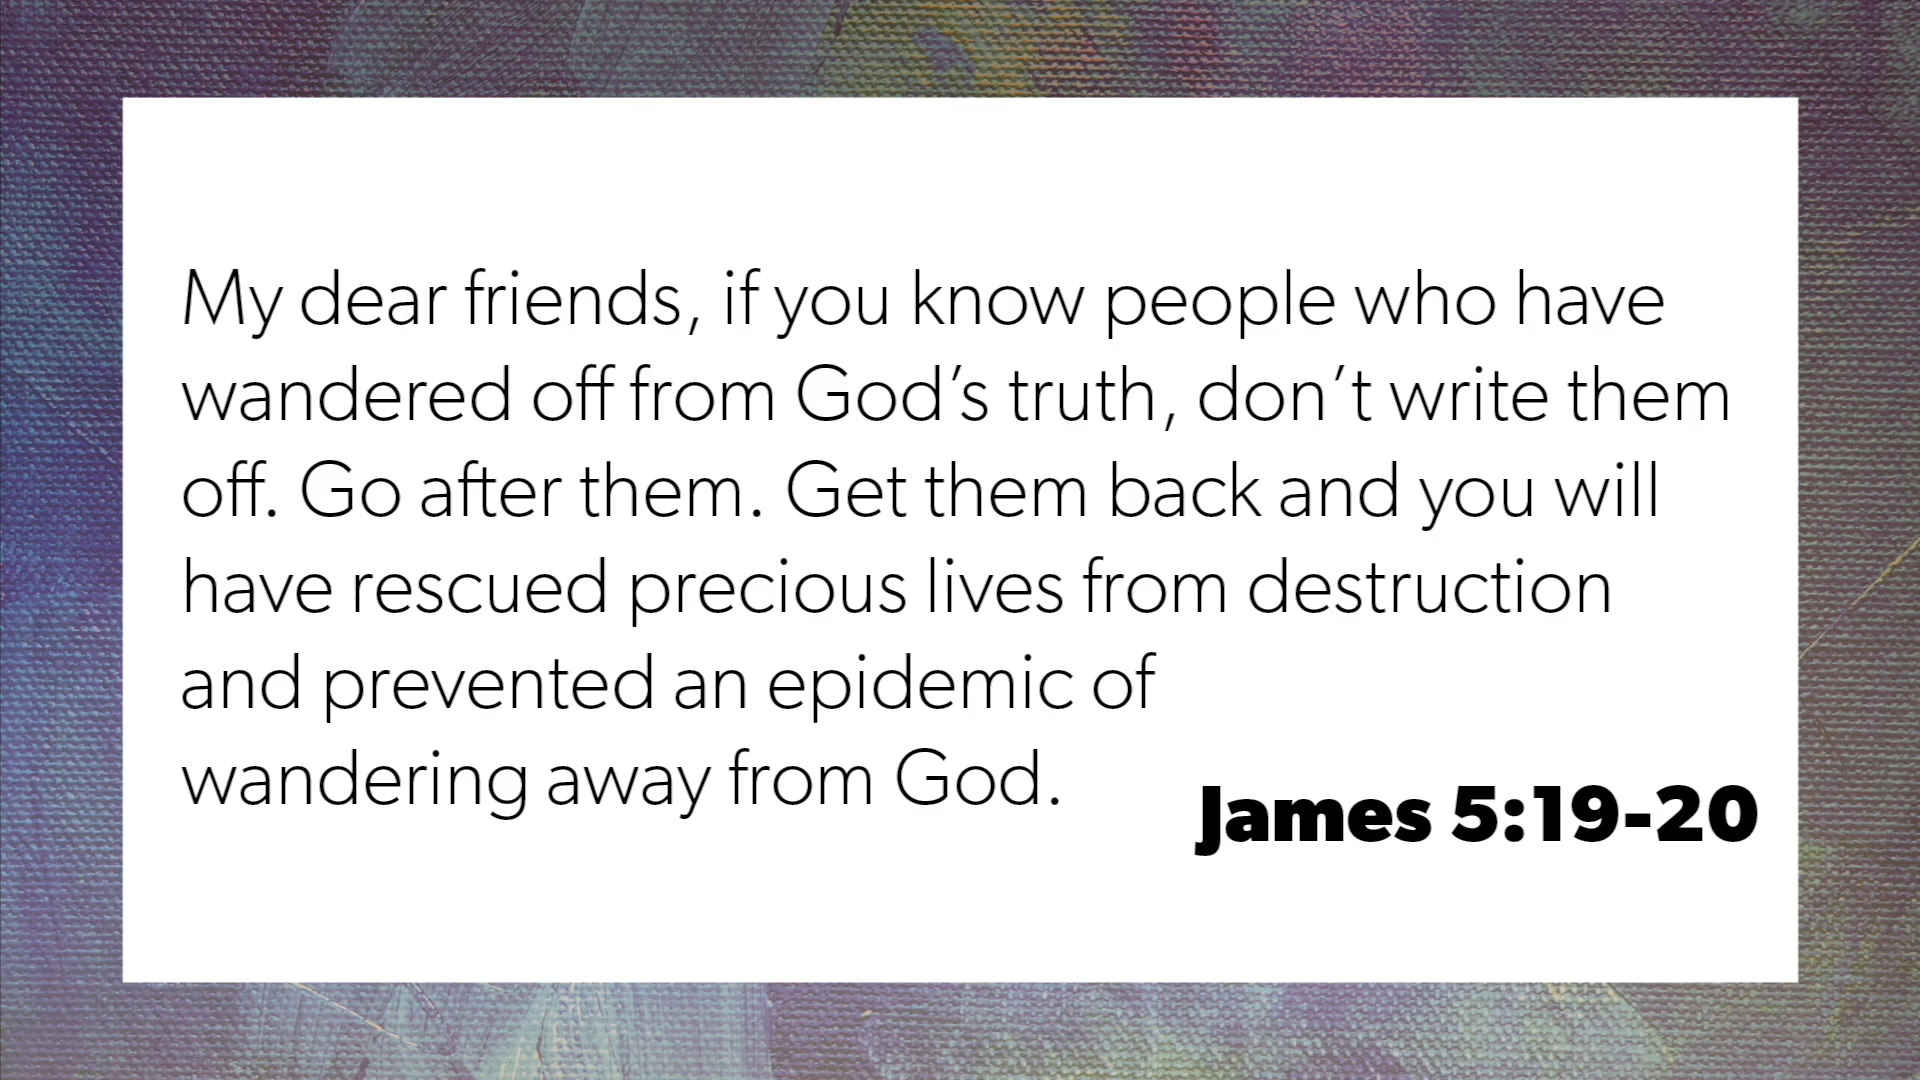 My dear friends, if you know people who have
wandered off from God’s truth, don’t write them
off. Go after them. Get them back and you will
have rescued precious lives from destruction
and prevented an epidemic of
wandering away from God.
James 5:19-20